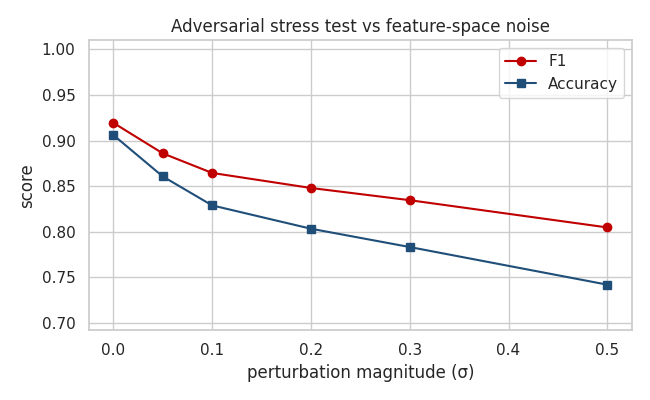 Adversarial stress test vs feature-space noise
1.00
0.95
0.90
0.85
0.80
0.75
0.70
score
F1
Accuracy
0.0 0.1 0.2 0.3 0.4 0.5
perturbation magnitude (σ)